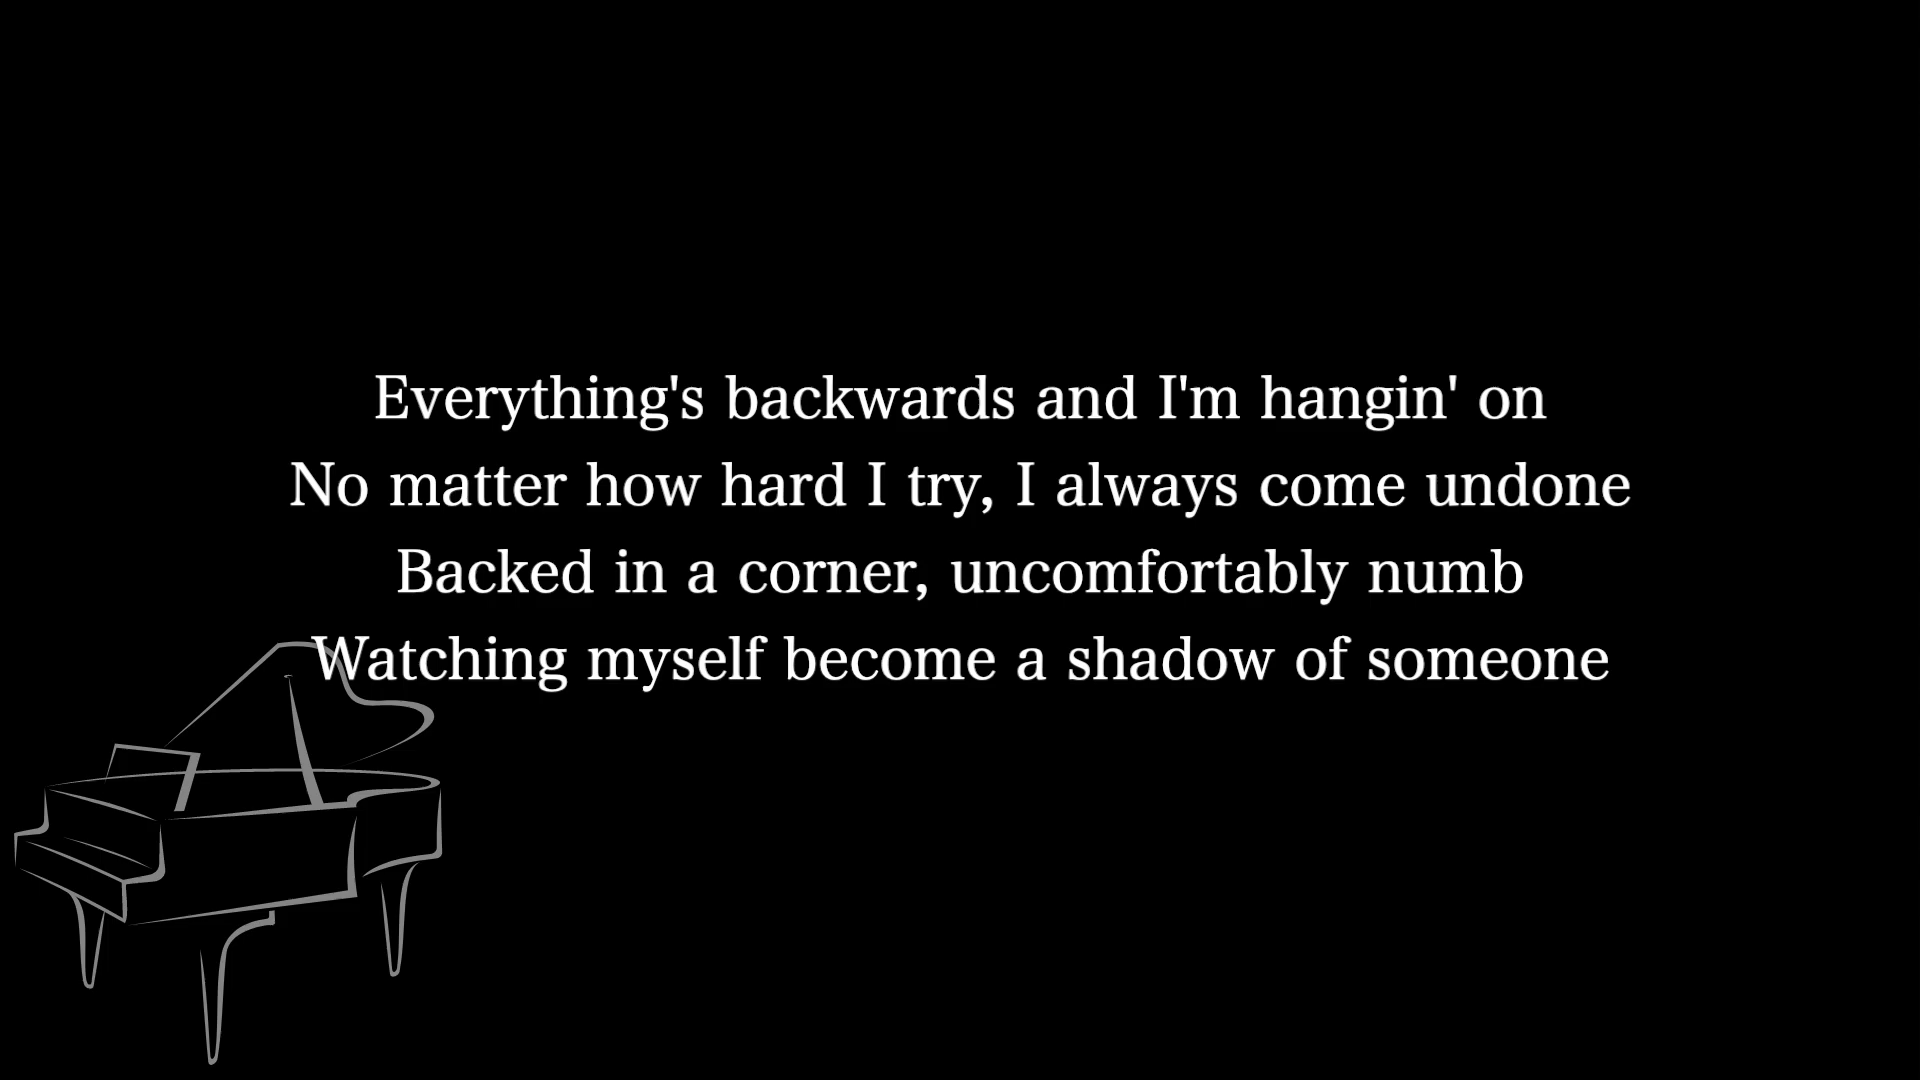 Everything's backwards and I'm hangin' on
No matter how hard I try, I always come undone
Backed in a corner, uncomfortably numb
Watching myself become a shadow of someone